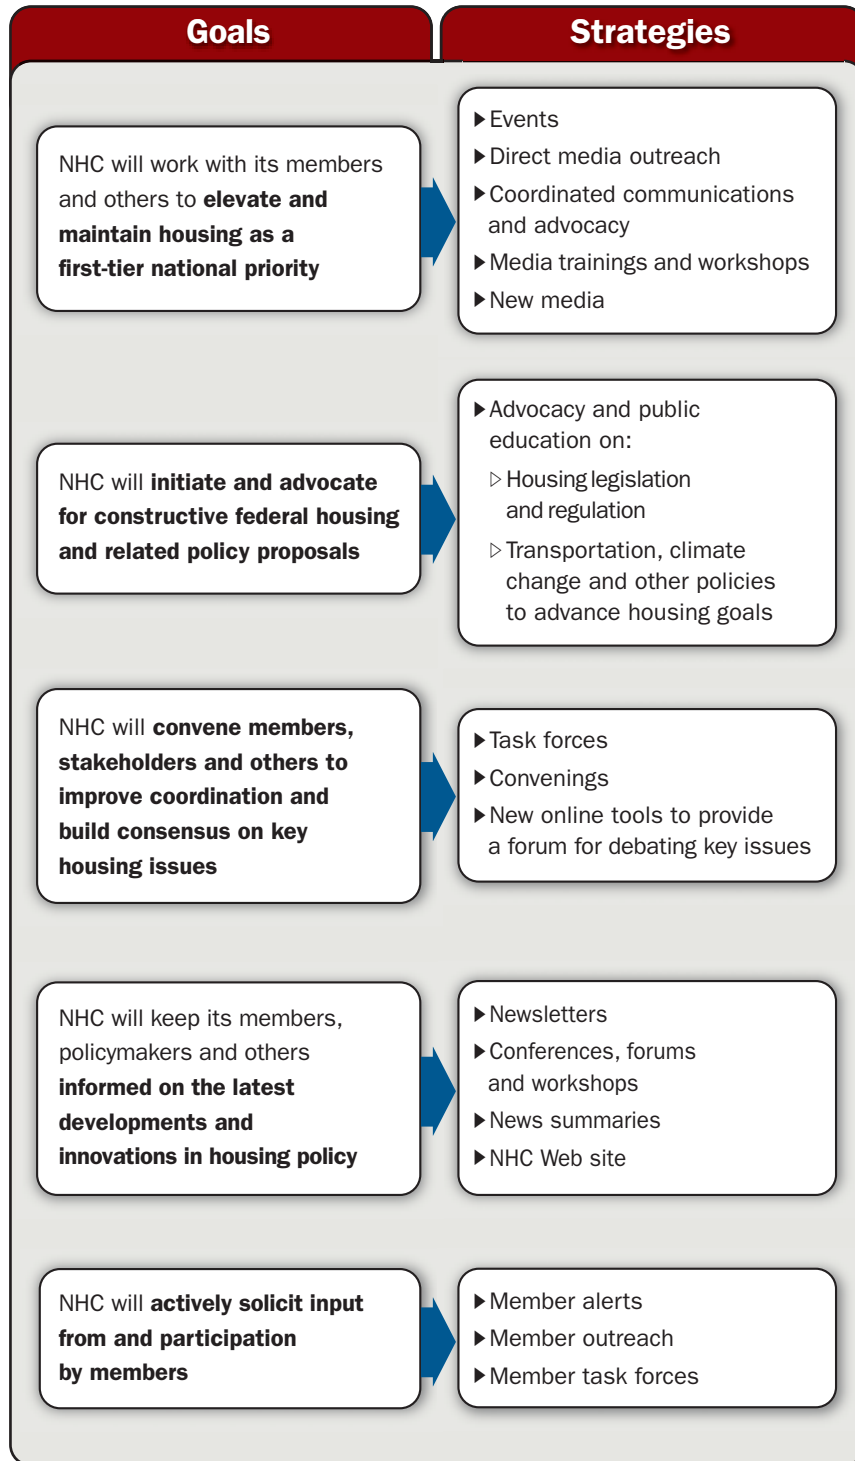 Goals
Strategies
NHC will work with its members
and others to elevate and
maintain housing as a
first-tier national priority
▶ Events
▶ Direct media outreach
▶ Coordinated communications
and advocacy
▶ Media trainings and workshops
▶ New media
NHC will initiate and advocate
for constructive federal housing
and related policy proposals
▶ Advocacy and public
education on:
▷ Housing legislation
and regulation
▷ Transportation, climate
change and other policies
to advance housing goals
NHC will convene members,
stakeholders and others to
improve coordination and
build consensus on key
housing issues
▶ Task forces
▶ Convenings
▶ New online tools to provide
a forum for debating key issues
NHC will keep its members,
policymakers and others
informed on the latest
developments and
innovations in housing policy
▶ Newsletters
▶ Conferences, forums
and workshops
▶ News summaries
▶ NHC Web site
NHC will actively solicit input
from and participation
by members
▶ Member alerts
▶ Member outreach
▶ Member task forces